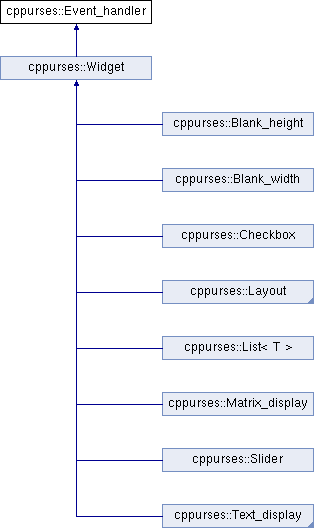 cppurses::Event_handler
cppurses::Widget
cppurses::Blank_height
cppurses::Blank_width
cppurses::Checkbox
cppurses::Layout
cppurses::List< T >
cppurses::Matrix_display
cppurses::Slider
cppurses::Text_display